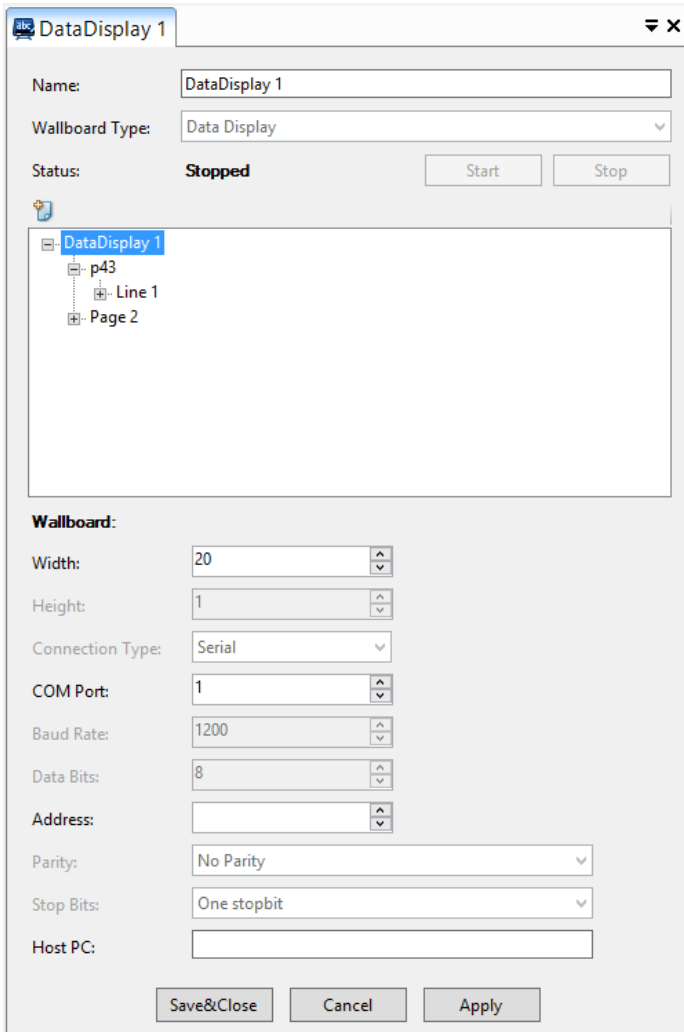 abc DataDisplay 1
Name: DataDisplay 1
Wallboard Type: Data Display
Status: Stopped Start Stop
DataDisplay 1
p43
Line 1
Page 2
Wallboard:
Width: 20
Height: 1
Connection Type: Serial
COM Port: 1
Baud Rate: 1200
Data Bits: 8
Address:
Parity: No Parity
Stop Bits: One stopbit
Host PC:
Save&Close Cancel Apply